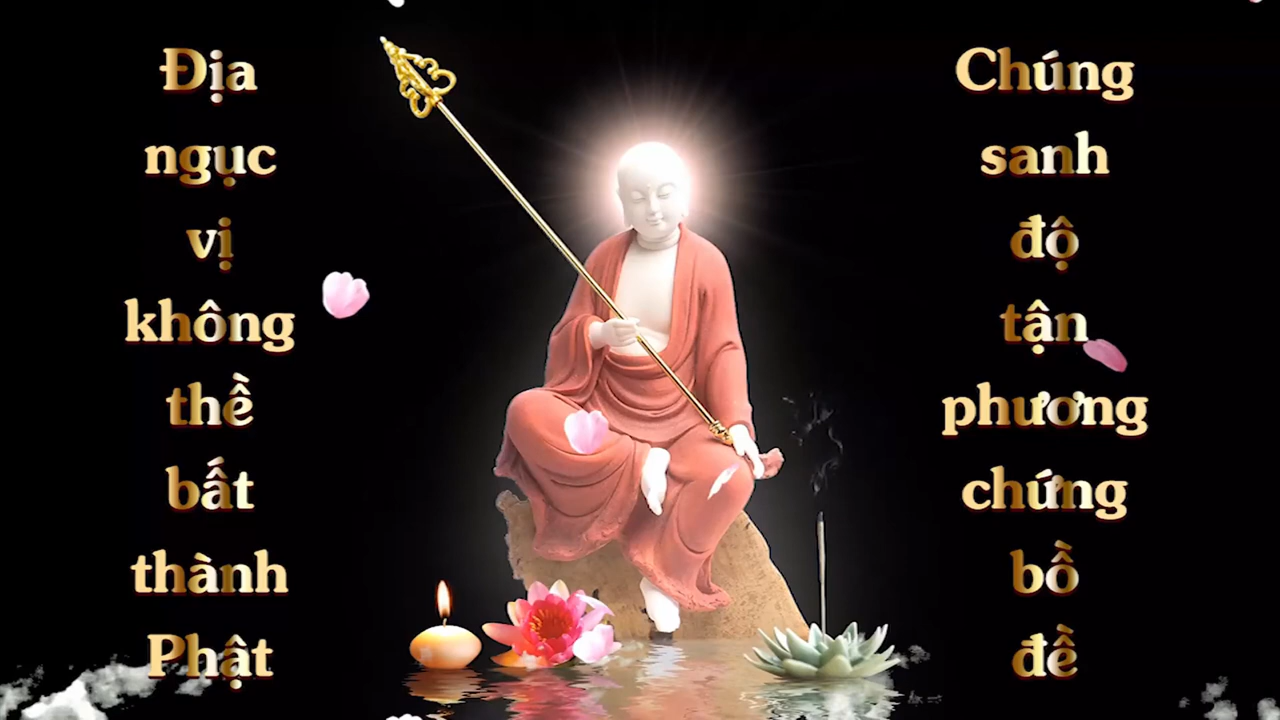 Địa
ngục
vị
không
thề
bất
thành
Phật
Chúng
sanh
độ
tận
phương
chứng
bồ
đề